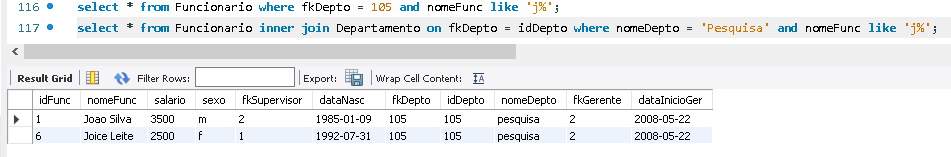 116 select * from Funcionario where fkDepto = 105 and nomeFunc like 'j%';
117 select * from Funcionario inner join Departamento on fkDepto = idDepto where nomeDepto = 'Pesquisa' and nomeFunc like 'j%';
Result Grid Filter Rows: Export: Wrap Cell Content:
idFunc nomeFunc salario sexo fkSupervisor dataNasc fkDepto idDepto nomeDepto fkGerente dataInicioGer
1 Joao Silva 3500 m 2 1985-01-09 105 105 pesquisa 2 2008-05-22
6 Joice Leite 2500 f 1 1992-07-31 105 105 pesquisa 2 2008-05-22